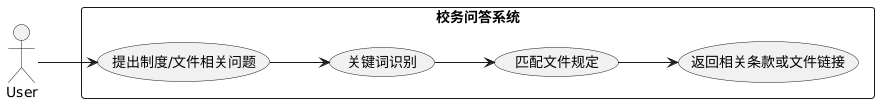 校务问答系统
提出制度/文件相关问题
关键词识别
匹配文件规定
返回相关条款或文件链接
User